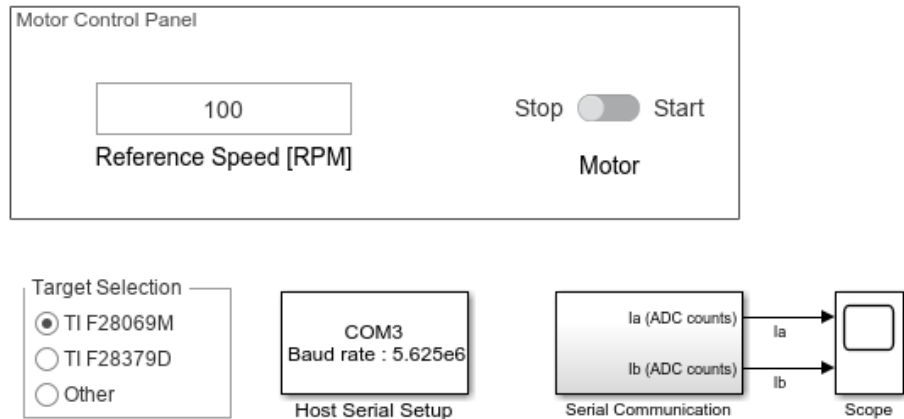 Motor Control Panel
100
Reference Speed [RPM]
Stop
Start
Motor
Target Selection
TI F28069M
TI F28379D
Other
COM3
Baud rate : 5.625e6
Host Serial Setup
Ia (ADC counts)
Ib (ADC counts)
Serial Communication
Ia
Ib
Scope